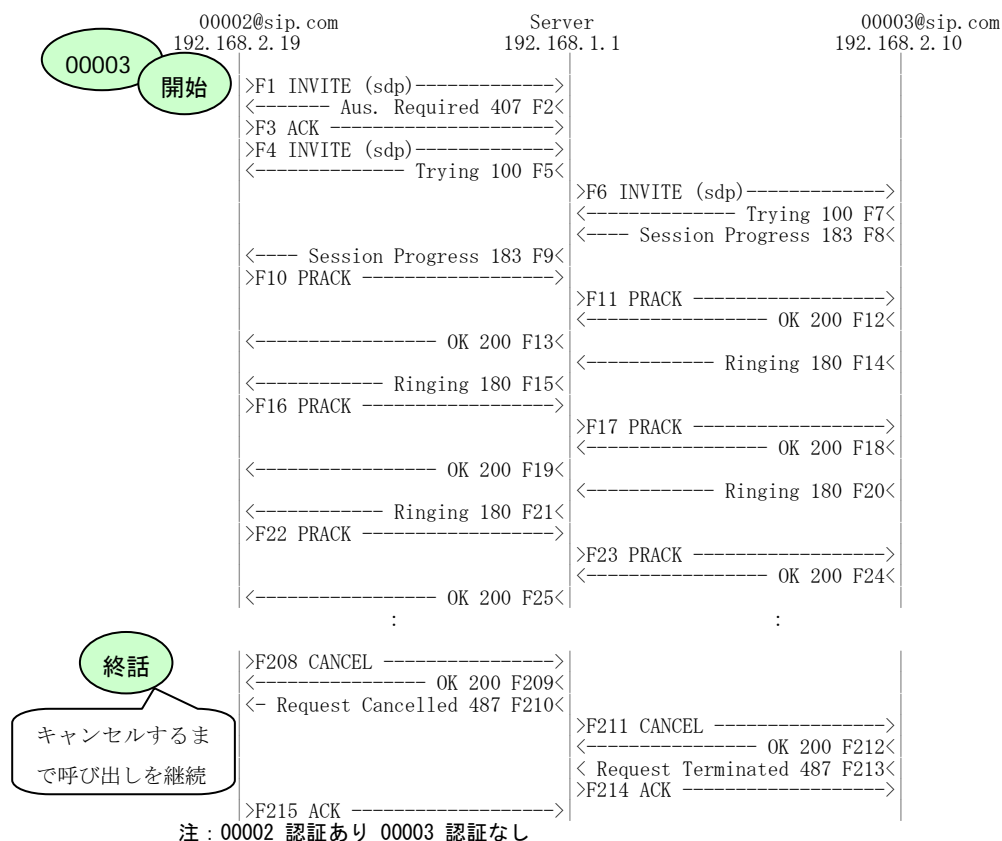 00002@sip.com Server 00003@sip.com
192.168.2.19 192.168.1.1 192.168.2.10
00003
開始
>F1 INVITE (sdp)------------->
<------- Aus. Required 407 F2<
>F3 ACK --------------------->
>F4 INVITE (sdp)------------->
<-------------- Trying 100 F5<
>F6 INVITE (sdp)------------->
<-------------- Trying 100 F7<
<---- Session Progress 183 F8<
<---- Session Progress 183 F9<
>F10 PRACK ------------------>
>F11 PRACK ------------------>
<----------------- OK 200 F12<
<----------------- OK 200 F13<
<------------ Ringing 180 F14<
<------------ Ringing 180 F15<
>F16 PRACK ------------------>
>F17 PRACK ------------------>
<----------------- OK 200 F18<
<----------------- OK 200 F19<
<------------ Ringing 180 F20<
<------------ Ringing 180 F21<
>F22 PRACK ------------------>
>F23 PRACK ------------------>
<----------------- OK 200 F24<
<----------------- OK 200 F25<
: :
終話
>F208 CANCEL ---------------->
<---------------- OK 200 F209<
<- Request Cancelled 487 F210<
キャンセルするま
で呼び出しを継続
>F211 CANCEL ---------------->
<---------------- OK 200 F212<
< Request Terminated 487 F213<
>F214 ACK ------------------->
>F215 ACK ------------------->
注：00002 認証あり 00003 認証なし